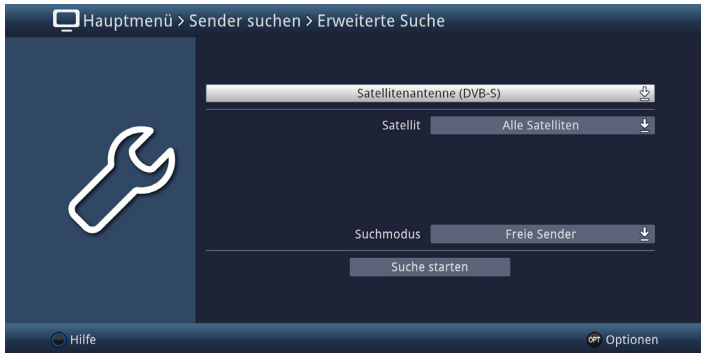 Hauptmenü > Sender suchen > Erweiterte Suche
Satellitenantenne (DVB-S)
Satellit Alle Satelliten
Suchmodus Freie Sender
Suche starten
Hilfe OPT Optionen